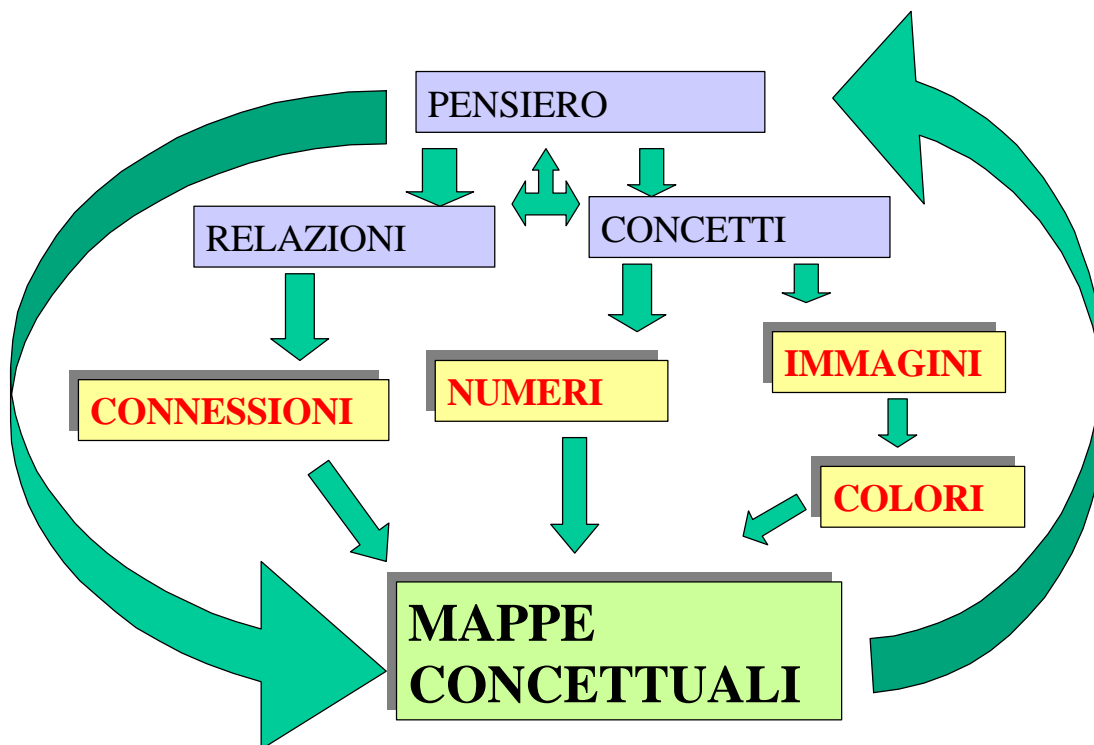 PENSIERO
RELAZIONI
CONCETTI
CONNESSIONI
NUMERI
IMMAGINI
COLORI
MAPPE
CONCETTUALI